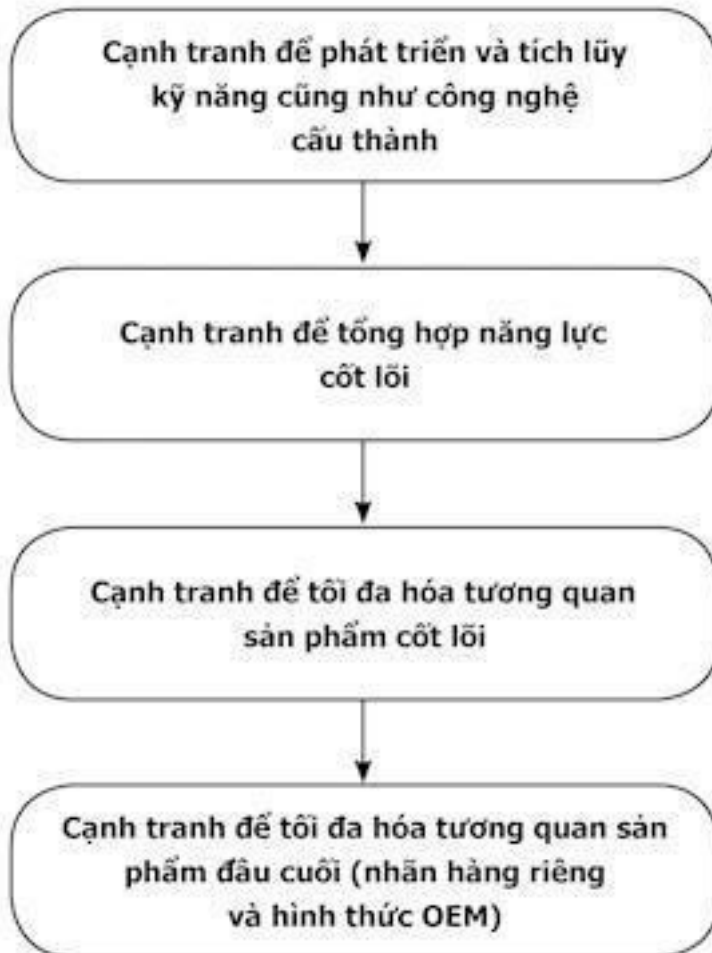 Cạnh tranh để phát triển và tích lũy
kỹ năng cũng như công nghệ
cấu thành
Cạnh tranh để tổng hợp năng lực
cốt lõi
Cạnh tranh để tối đa hóa tương quan
sản phẩm cốt lõi
Cạnh tranh để tối đa hóa tương quan sản
phẩm đầu cuối (nhãn hàng riêng
và hình thức OEM)